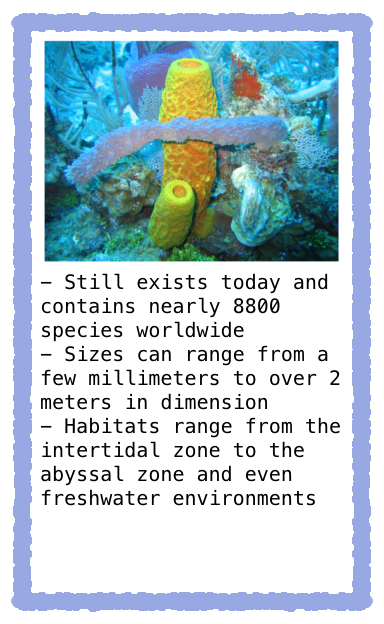 – Still exists today and
contains nearly 8800
species worldwide
– Sizes can range from a
few millimeters to over 2
meters in dimension
– Habitats range from the
intertidal zone to the
abyssal zone and even
freshwater environments